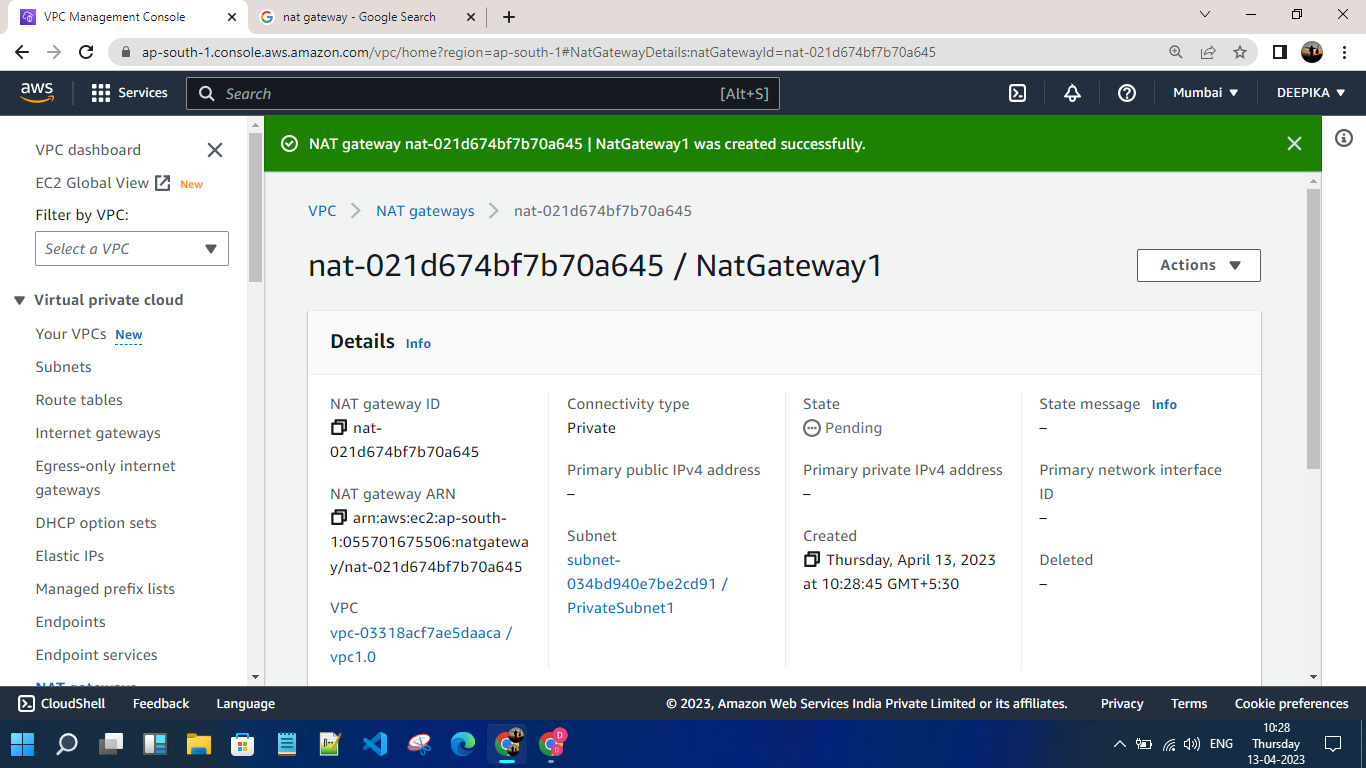 VPC Management Console
nat gateway - Google Search
ap-south-1.console.aws.amazon.com/vpc/home?region=ap-south-1#NatGatewayDetails:natGatewayId=nat-021d674bf7b70a645
aws
Services
Search
[Alt+S]
Mumbai
DEEPIKA
VPC dashboard
EC2 Global View New
Filter by VPC:
Select a VPC
Virtual private cloud
Your VPCs New
Subnets
Route tables
Internet gateways
Egress-only internet
gateways
DHCP option sets
Elastic IPs
Managed prefix lists
Endpoints
Endpoint services
NAT gateways
NAT gateway nat-021d674bf7b70a645 | NatGateway1 was created successfully.
VPC
NAT gateways
nat-021d674bf7b70a645
nat-021d674bf7b70a645 / NatGateway1
Actions
Details Info
NAT gateway ID
nat-
021d674bf7b70a645
NAT gateway ARN
arn:aws:ec2:ap-south-
1:055701675506:natgatewa
y/nat-021d674bf7b70a645
VPC
vpc-03318acf7ae5daaca /
vpc1.0
Connectivity type
Private
Primary public IPv4 address
–
Subnet
subnet-
034bd940e7be2cd91 /
PrivateSubnet1
State
Pending
Primary private IPv4 address
–
Created
Thursday, April 13, 2023
at 10:28:45 GMT+5:30
State message Info
–
Primary network interface
ID
–
Deleted
–
CloudShell
Feedback
Language
© 2023, Amazon Web Services India Private Limited or its affiliates.
Privacy
Terms
Cookie preferences
D
D
ENG
10:28
Thursday
13-04-2023